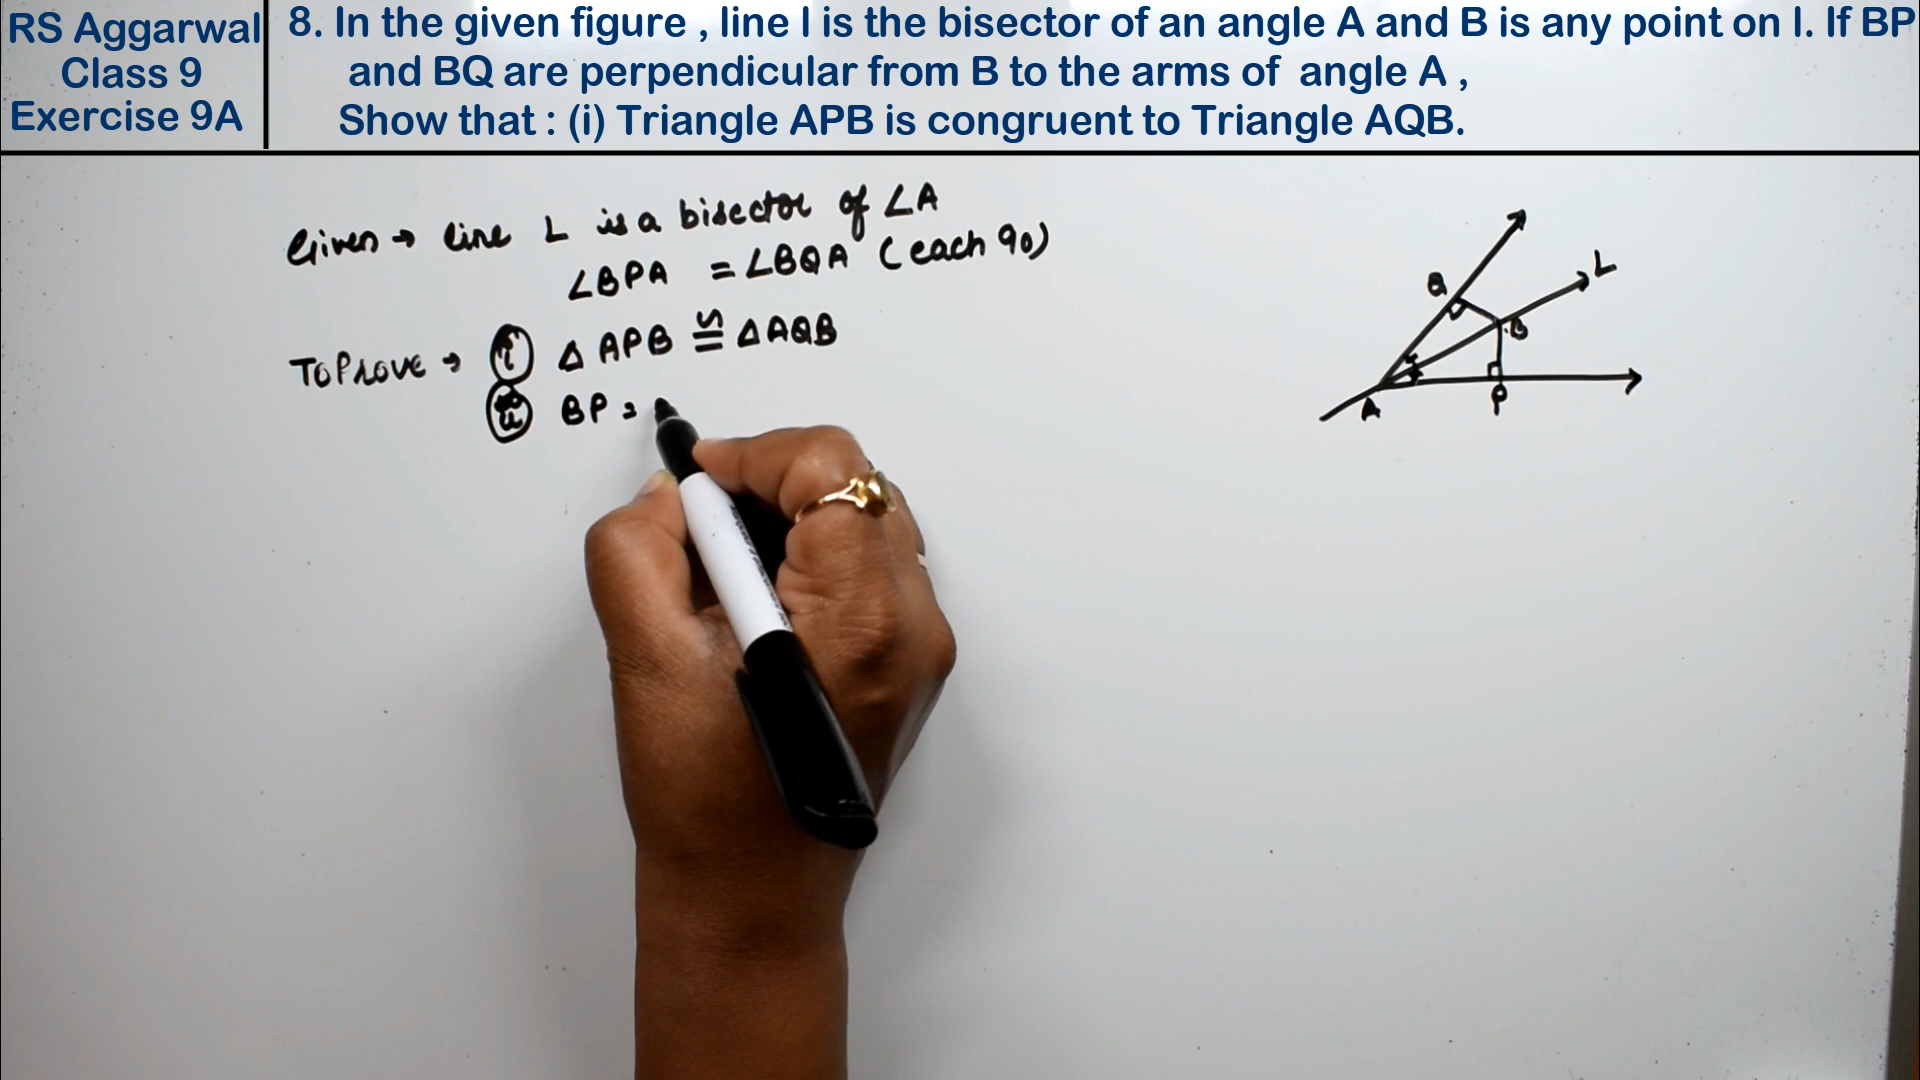 RS Aggarwal
Class 9
Exercise 9A
8. In the given figure , line l is the bisector of an angle A and B is any point on l. If BP
and BQ are perpendicular from B to the arms of angle A ,
Show that : (i) Triangle APB is congruent to Triangle AQB.
Given → line L is a bisector of ∠A
∠BPA = ∠BQA (each 90)
To Prove → (i) △ APB ≅ △AQB
(ii) BP =
Q
L
B
A
P